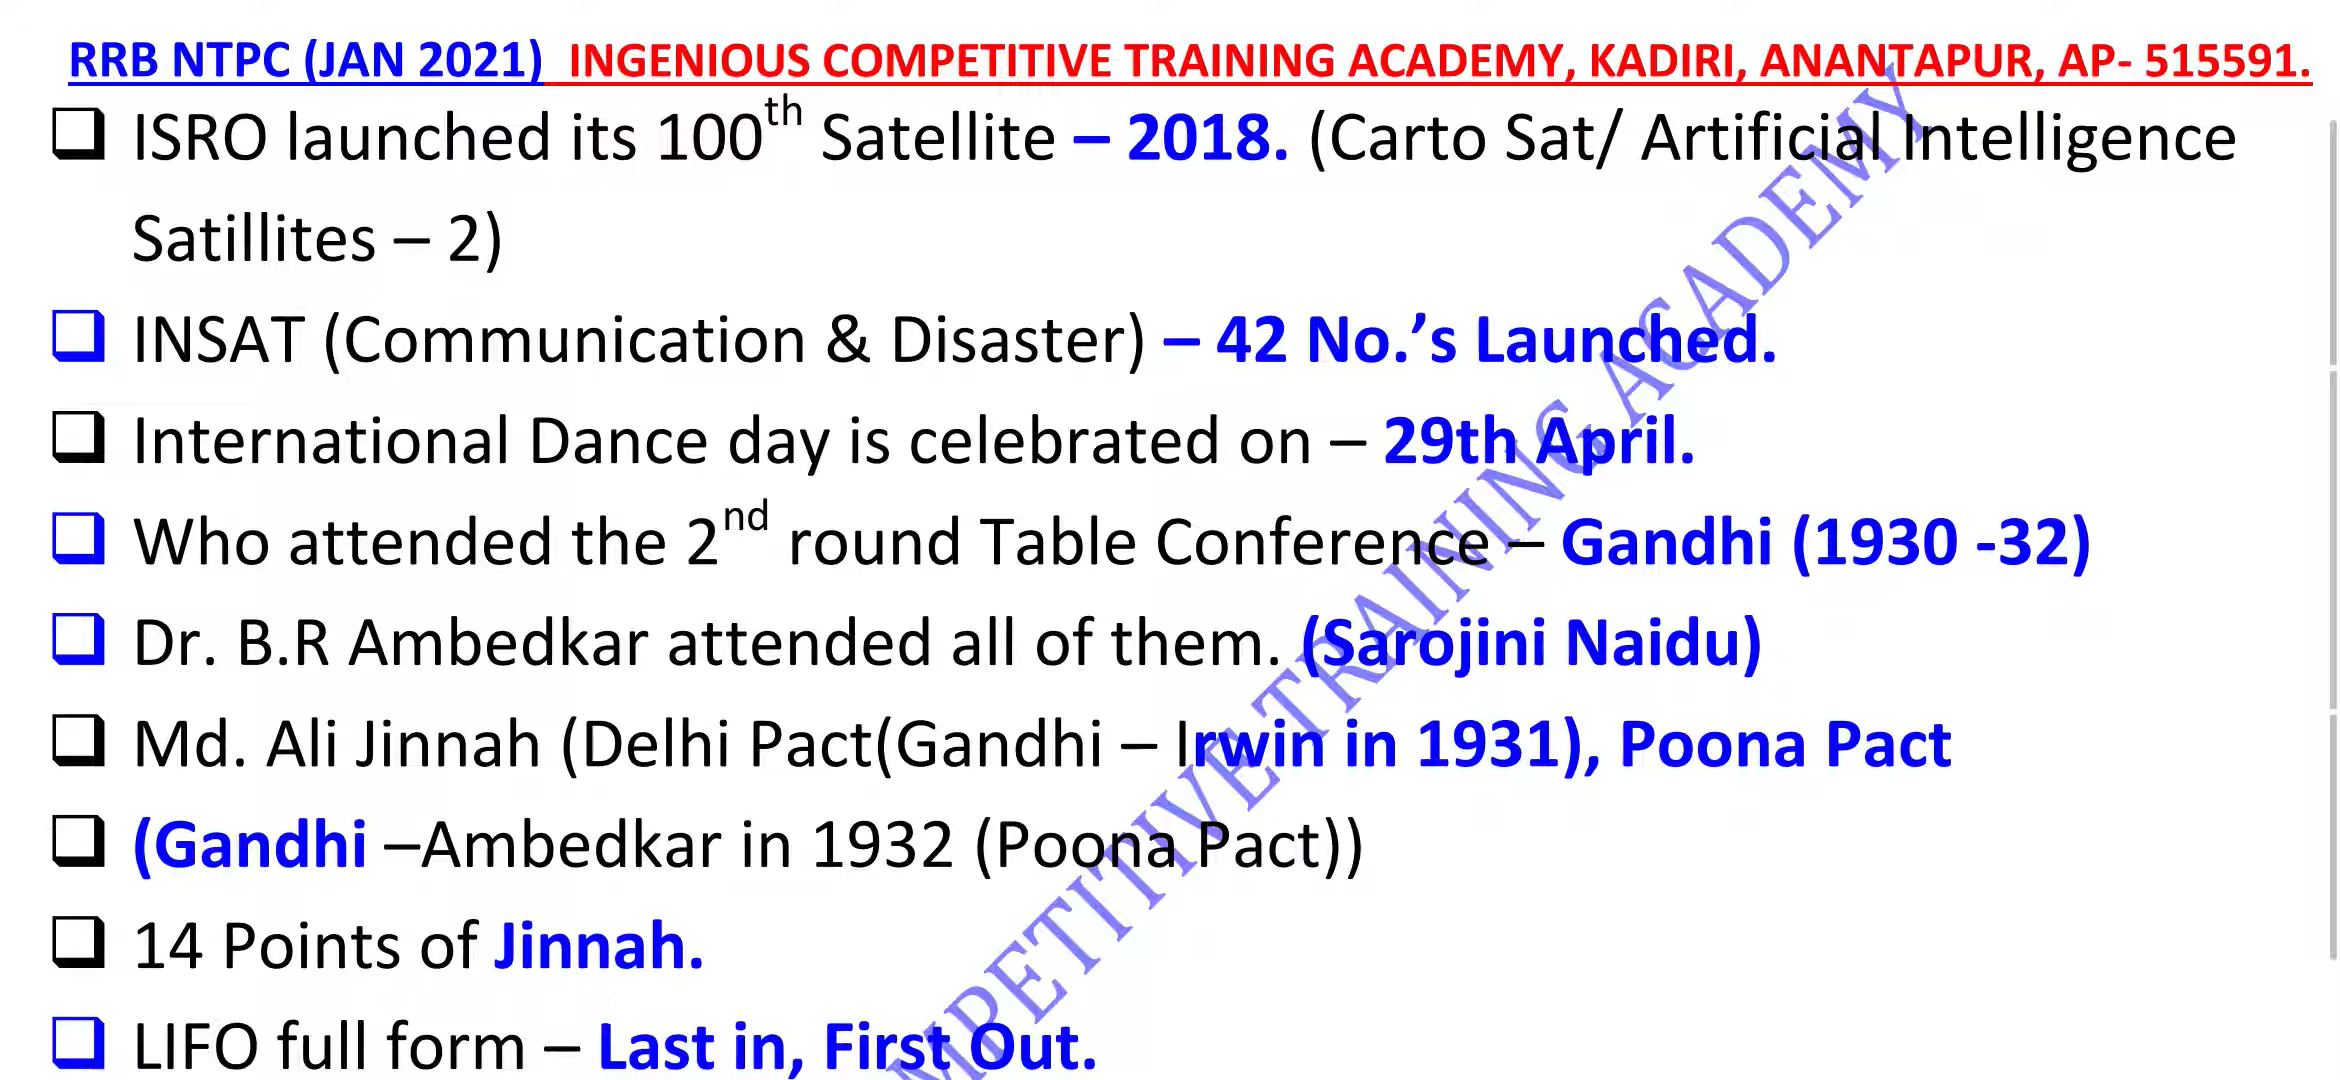 RRB NTPC (JAN 2021) INGENIOUS COMPETITIVE TRAINING ACADEMY, KADIRI, ANANTAPUR, AP- 515591.
❑ ISRO launched its 100th Satellite – 2018. (Carto Sat/ Artificial Intelligence
Satillites – 2)
❑ INSAT (Communication & Disaster) – 42 No.’s Launched.
❑ International Dance day is celebrated on – 29th April.
❑ Who attended the 2nd round Table Conference – Gandhi (1930 -32)
❑ Dr. B.R Ambedkar attended all of them. (Sarojini Naidu)
❑ Md. Ali Jinnah (Delhi Pact(Gandhi – Irwin in 1931), Poona Pact
❑ (Gandhi –Ambedkar in 1932 (Poona Pact))
❑ 14 Points of Jinnah.
❑ LIFO full form – Last in, First Out.
MPETITIVE TRAINING ACADEMY